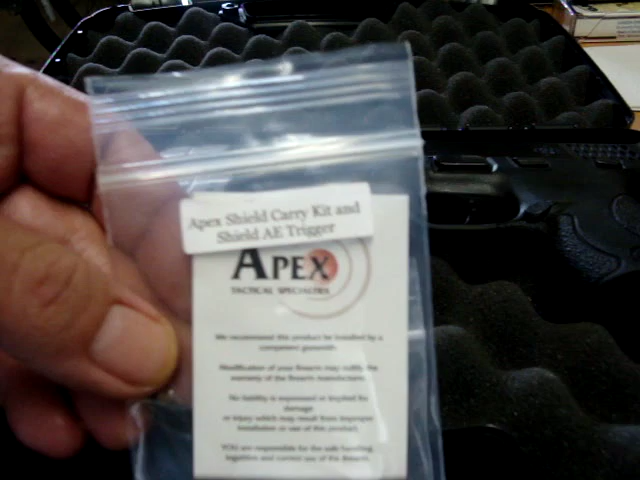 Apex Shield Carry Kit and
Shield AE Trigger
APEX
TACTICAL SPECIALTIES
We recommend this product be installed by a
competent gunsmith.
Modification of your firearm may nullify the
warranty of the firearm manufacturer.
No liability is expressed or implied for
damage
or injury which may result from improper
installation or use of this product.
YOU are responsible for the safe handling,
and correct use of the firearm.